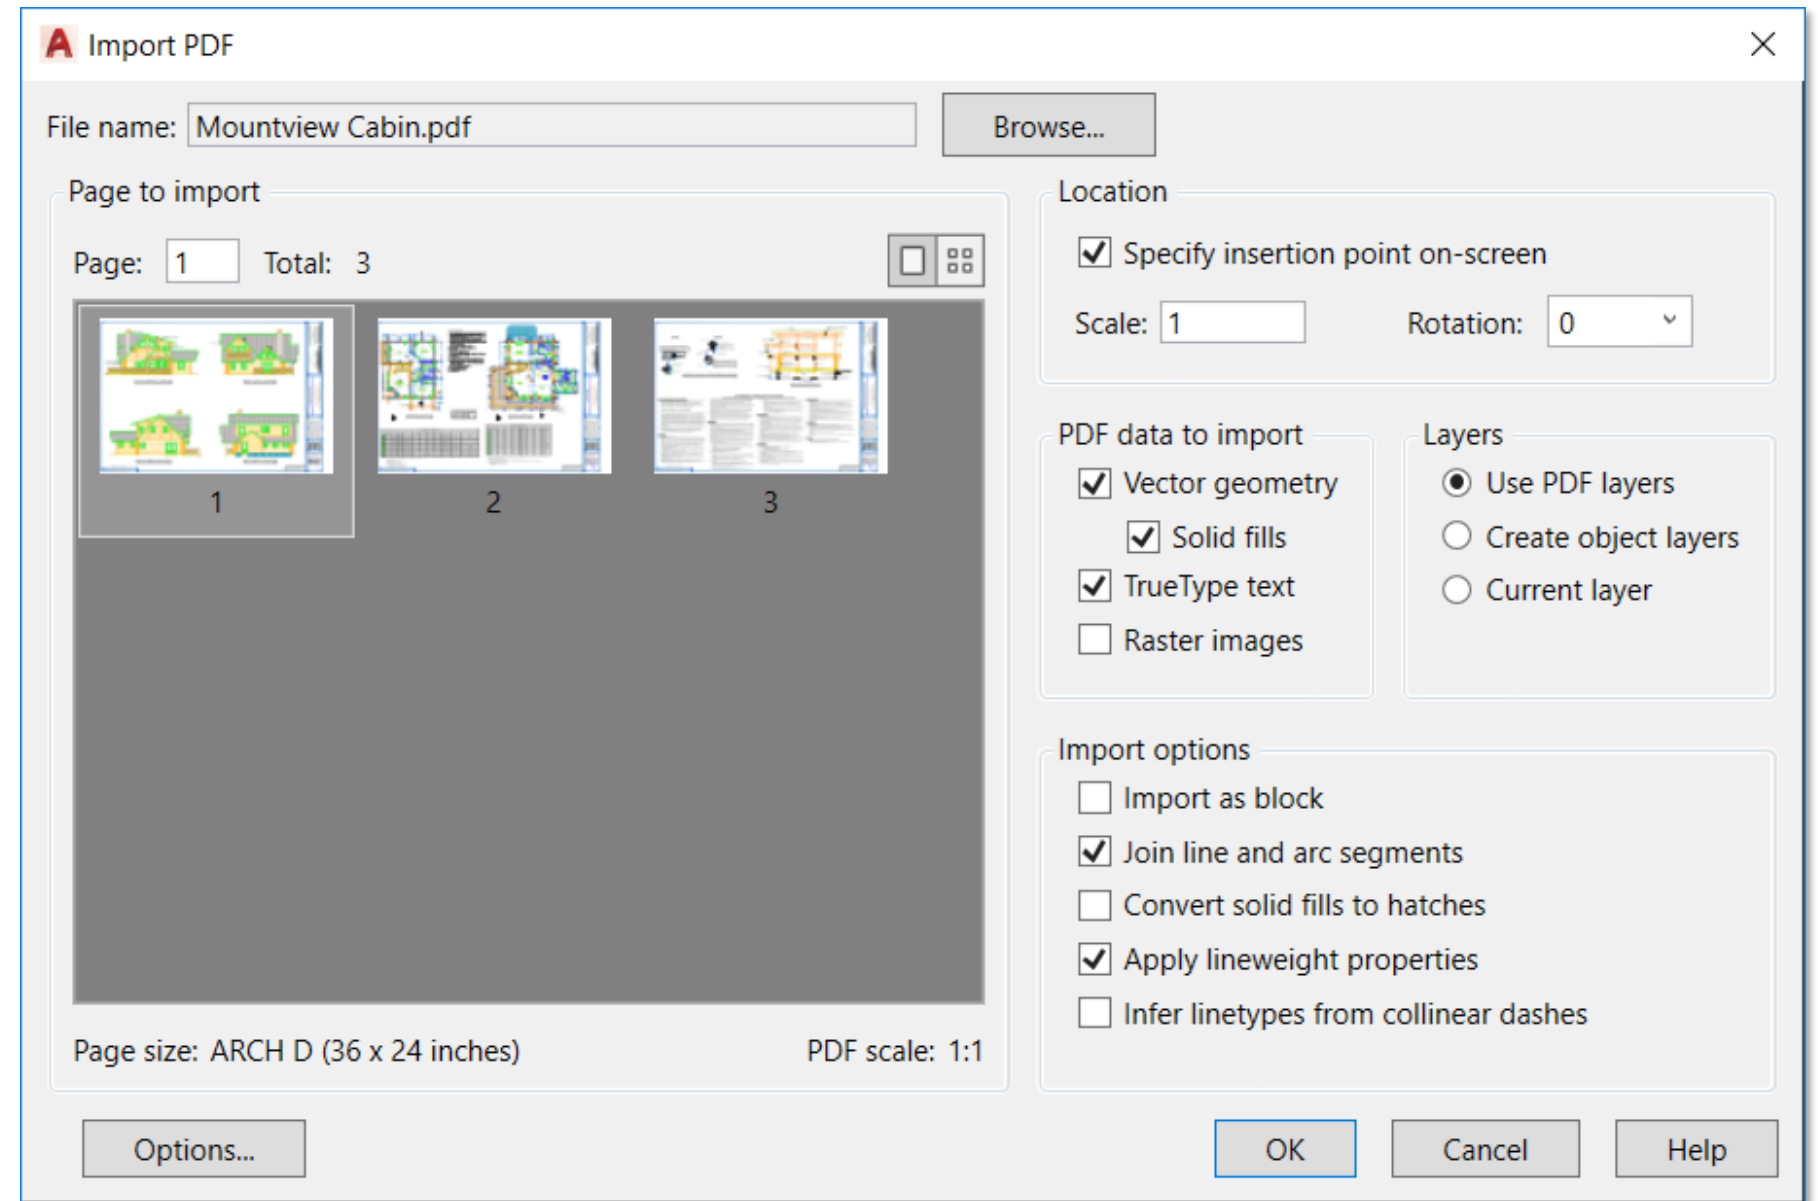 Import PDF
File name: Mountview Cabin.pdf Browse...
Page to import
Page: 1 Total: 3
1 2 3
Page size: ARCH D (36 x 24 inches) PDF scale: 1:1
Location
Specify insertion point on-screen
Scale: 1 Rotation: 0
PDF data to import
Vector geometry
Solid fills
TrueType text
Raster images
Layers
Use PDF layers
Create object layers
Current layer
Import options
Import as block
Join line and arc segments
Convert solid fills to hatches
Apply lineweight properties
Infer linetypes from collinear dashes
Options... OK Cancel Help